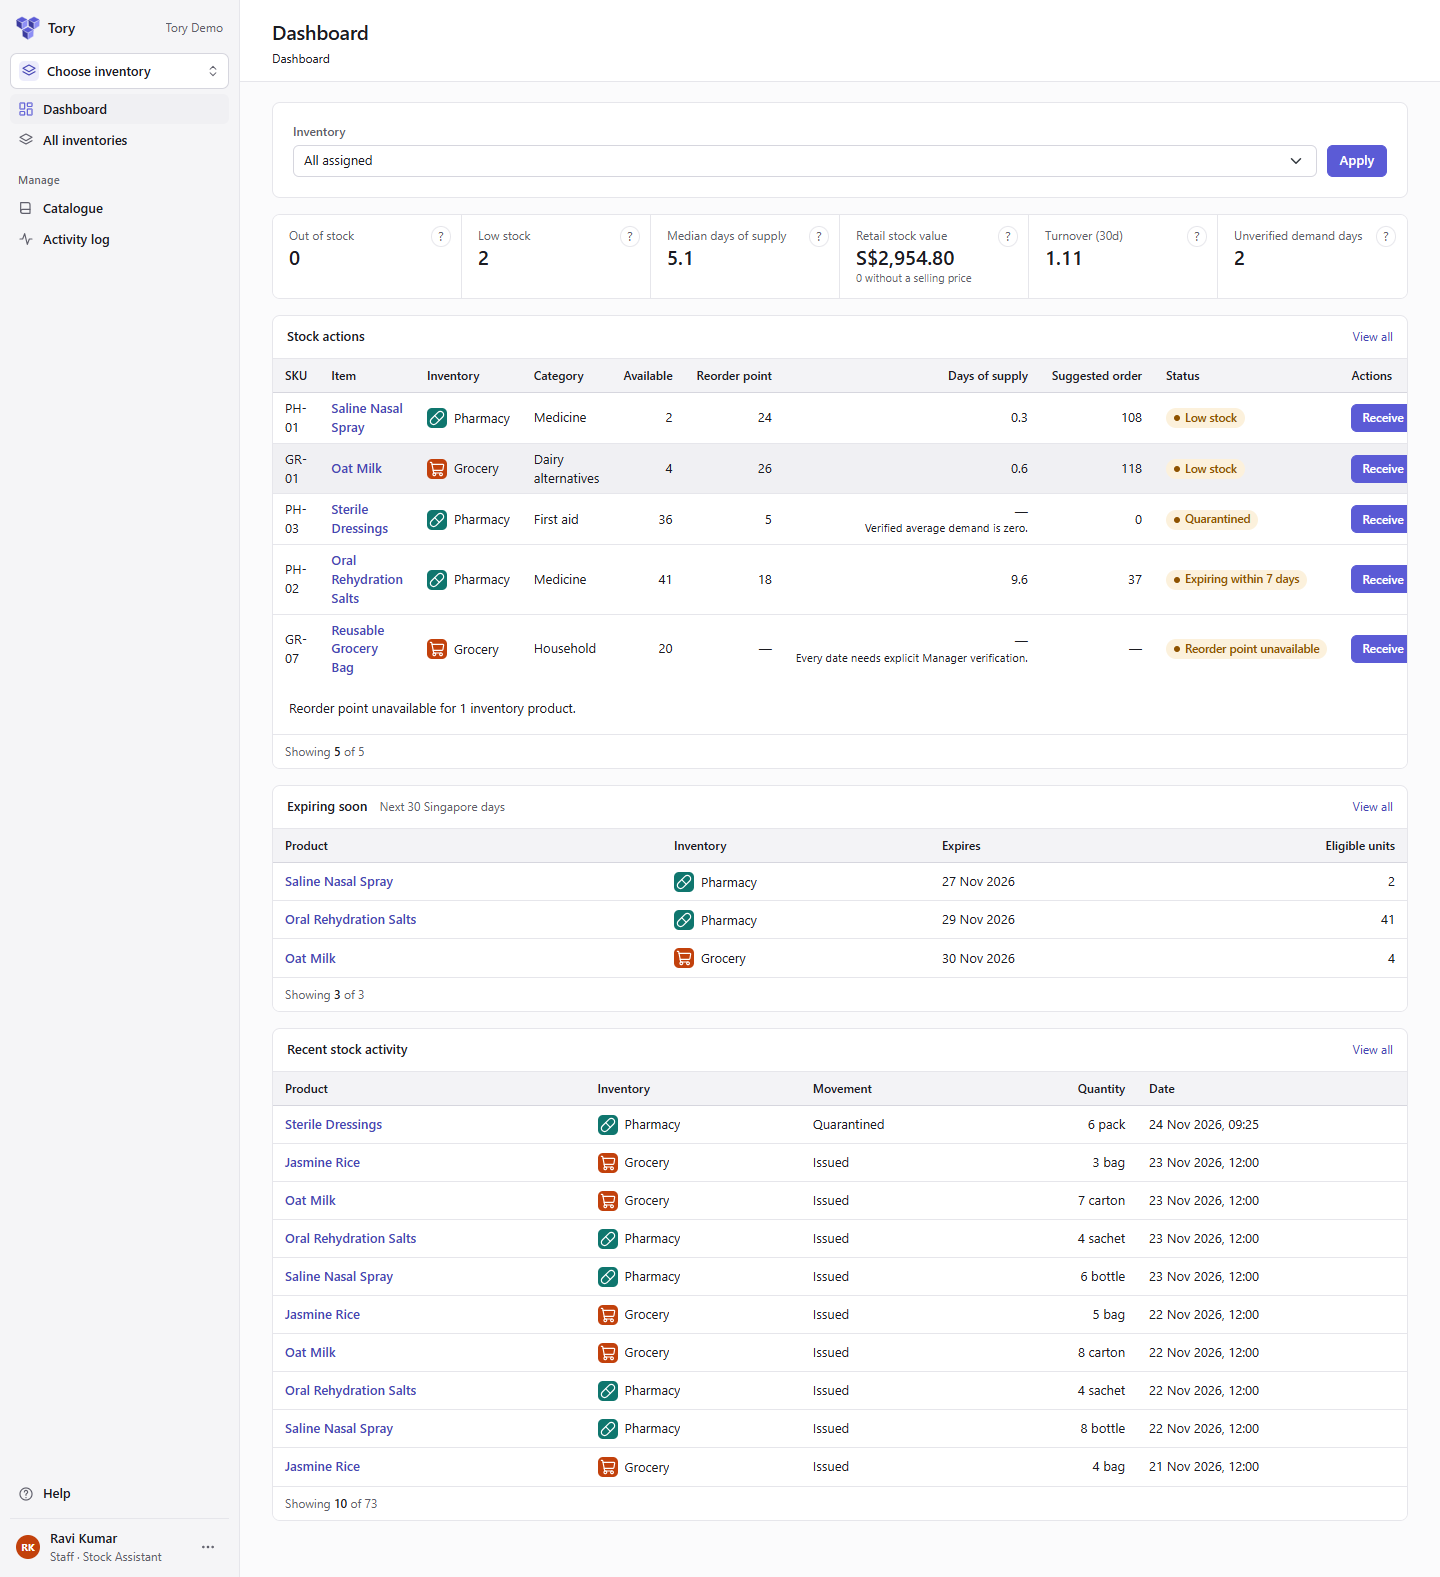 Tory
Tory Demo
Choose inventory
Dashboard
All inventories
Manage
Catalogue
Activity log
Help
RK
Ravi Kumar
Staff · Stock Assistant
Dashboard
Dashboard
Inventory
All assigned
Apply
Out of stock ?
0
Low stock ?
2
Median days of supply ?
5.1
Retail stock value ?
S$2,954.80
0 without a selling price
Turnover (30d) ?
1.11
Unverified demand days ?
2
Stock actions
View all
SKU Item Inventory Category Available Reorder point Days of supply Suggested order Status Actions
PH-
01
Saline Nasal
Spray
Pharmacy Medicine 2 24 0.3 108 Low stock Receive
GR-
01
Oat Milk Grocery
Dairy
alternatives
4 26 0.6 118 Low stock Receive
PH-
03
Sterile
Dressings
Pharmacy First aid 36 5
—
Verified average demand is zero.
0 Quarantined Receive
PH-
02
Oral
Rehydration
Salts
Pharmacy Medicine 41 18 9.6 37 Expiring within 7 days Receive
GR-
07
Reusable
Grocery
Bag
Grocery Household 20 —
—
Every date needs explicit Manager verification.
— Reorder point unavailable Receive
Reorder point unavailable for 1 inventory product.
Showing 5 of 5
Expiring soon Next 30 Singapore days
View all
Product Inventory Expires Eligible units
Saline Nasal Spray Pharmacy 27 Nov 2026 2
Oral Rehydration Salts Pharmacy 29 Nov 2026 41
Oat Milk Grocery 30 Nov 2026 4
Showing 3 of 3
Recent stock activity
View all
Product Inventory Movement Quantity Date
Sterile Dressings Pharmacy Quarantined 6 pack 24 Nov 2026, 09:25
Jasmine Rice Grocery Issued 3 bag 23 Nov 2026, 12:00
Oat Milk Grocery Issued 7 carton 23 Nov 2026, 12:00
Oral Rehydration Salts Pharmacy Issued 4 sachet 23 Nov 2026, 12:00
Saline Nasal Spray Pharmacy Issued 6 bottle 23 Nov 2026, 12:00
Jasmine Rice Grocery Issued 5 bag 22 Nov 2026, 12:00
Oat Milk Grocery Issued 8 carton 22 Nov 2026, 12:00
Oral Rehydration Salts Pharmacy Issued 4 sachet 22 Nov 2026, 12:00
Saline Nasal Spray Pharmacy Issued 8 bottle 22 Nov 2026, 12:00
Jasmine Rice Grocery Issued 4 bag 21 Nov 2026, 12:00
Showing 10 of 73